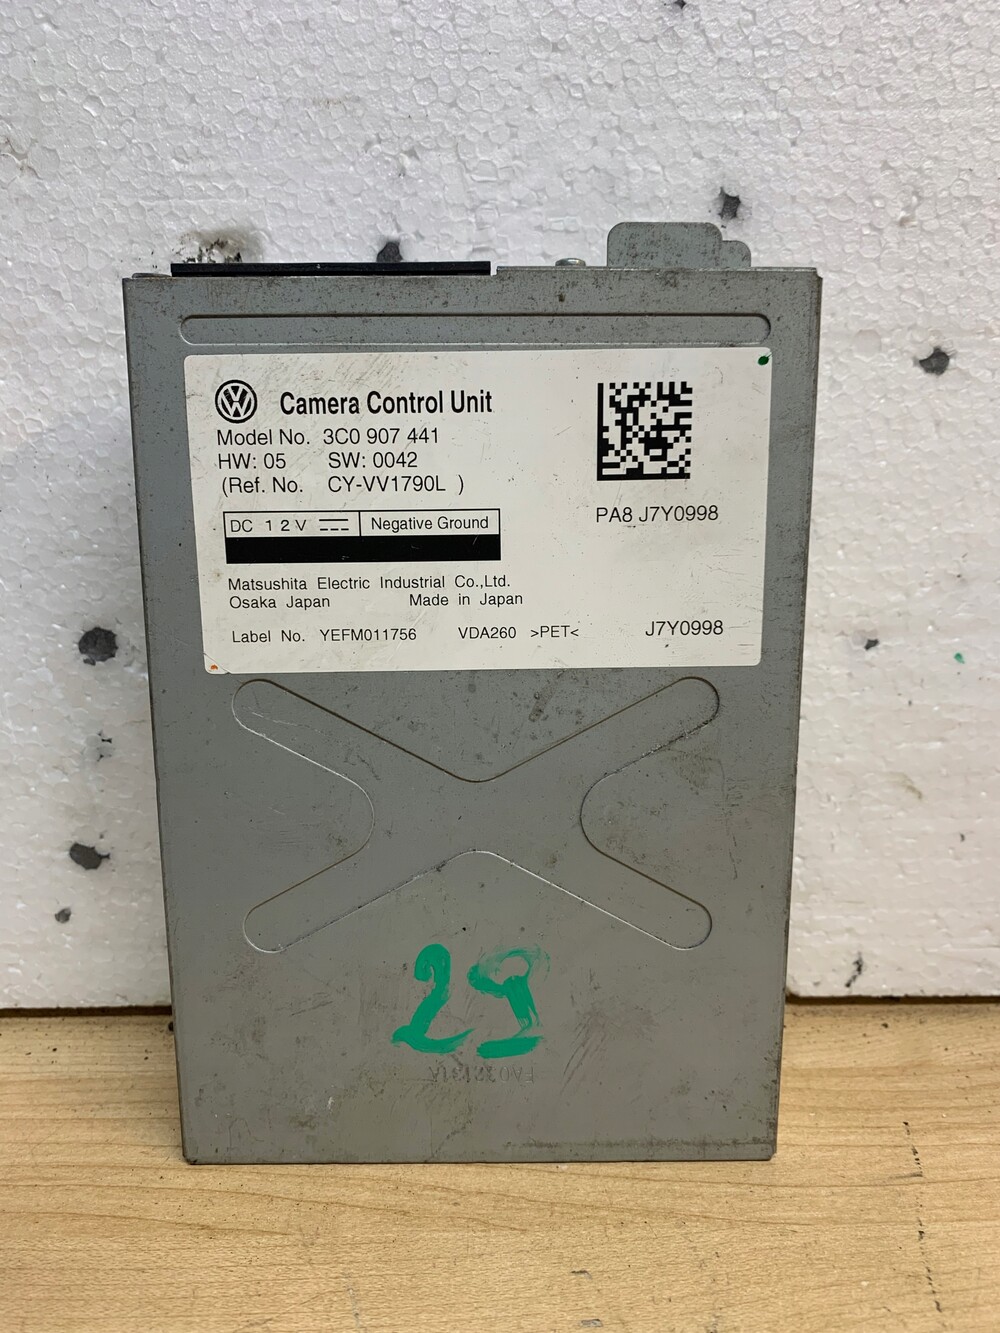 Camera Control Unit
Model No. 3C0 907 441
HW: 05 SW: 0042
(Ref. No. CY-VV1790L )
DC 12V Negative Ground
PA8 J7Y0998
Matsushita Electric Industrial Co.,Ltd.
Osaka Japan Made in Japan
Label No. YEFM011756 VDA260 >PET< J7Y0998
29